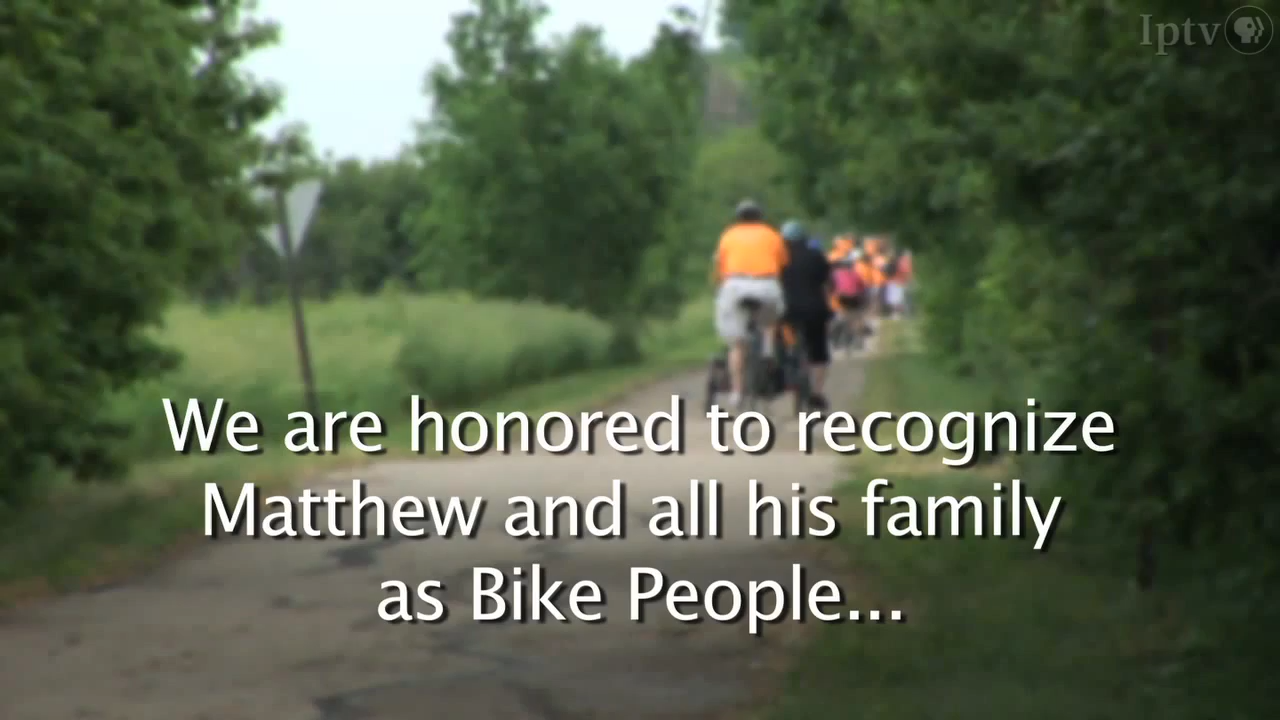 Iptv
We are honored to recognize
Matthew and all his family
as Bike People...